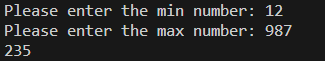 Please enter the min number: 12
Please enter the max number: 987
235